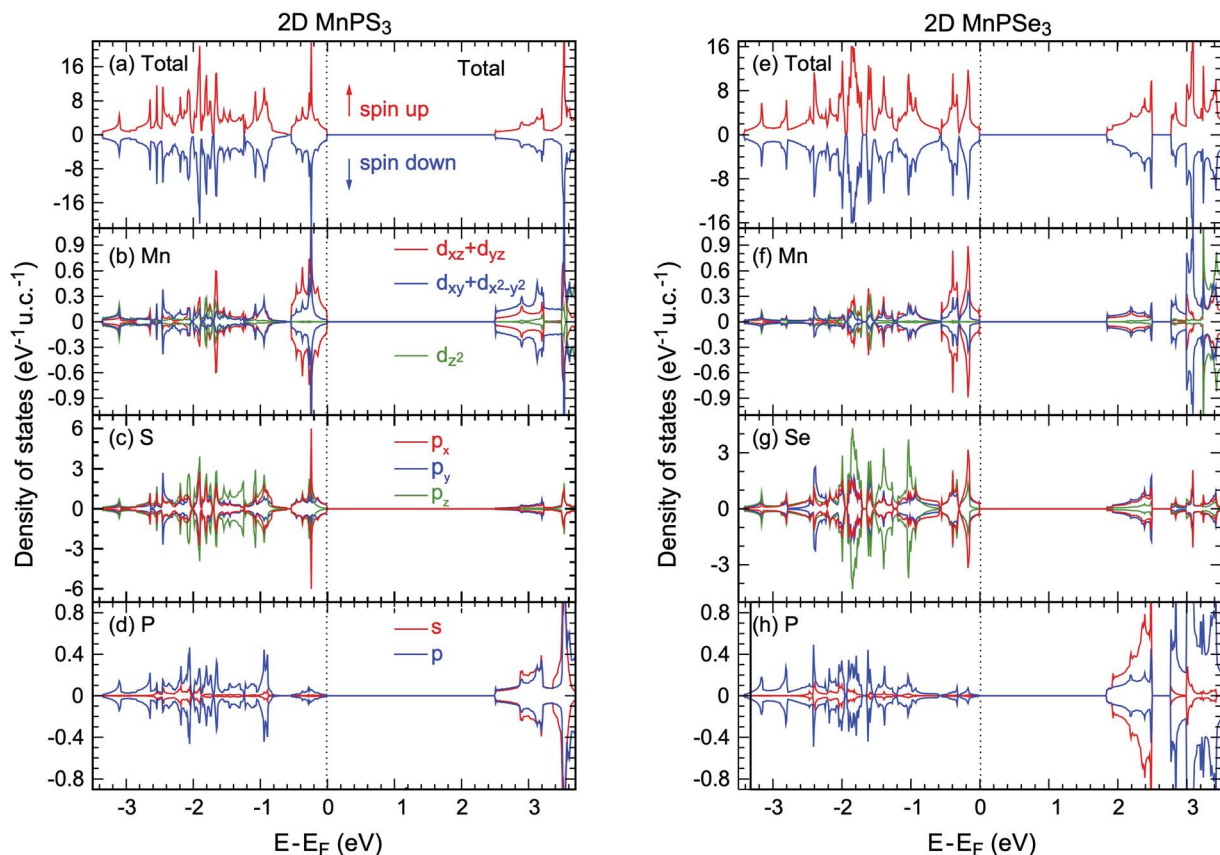 2D MnPS3
(a) Total
Total
spin up
spin down
16
8
0
-8
-16
(b) Mn
dxz+dyz
dxy+dx2-y2
dz2
0.9
0.6
0.3
0
-0.3
-0.6
-0.9
(c) S
px
py
pz
6
3
0
-3
-6
(d) P
s
p
0.8
0.4
0
-0.4
-0.8
Density of states (eV-1u.c.-1)
-3 -2 -1 0 1 2 3
E-EF (eV)
2D MnPSe3
(e) Total
16
8
0
-8
-16
(f) Mn
0.9
0.6
0.3
0
-0.3
-0.6
-0.9
(g) Se
3
0
-3
(h) P
0.8
0.4
0
-0.4
-0.8
Density of states (eV-1u.c.-1)
-3 -2 -1 0 1 2 3
E-EF (eV)